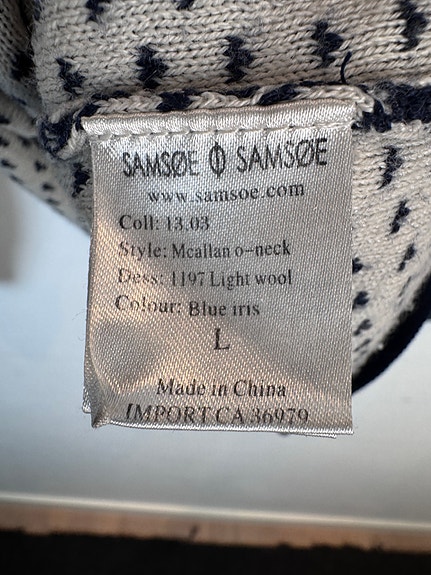 SAMSØE Φ SAMSØE
www.samsoe.com
Coll: 13.03
Style: Mcallan o-neck
Dess: 1197 Light wool
Colour: Blue iris
L
Made in China
IMPORT CA 36979